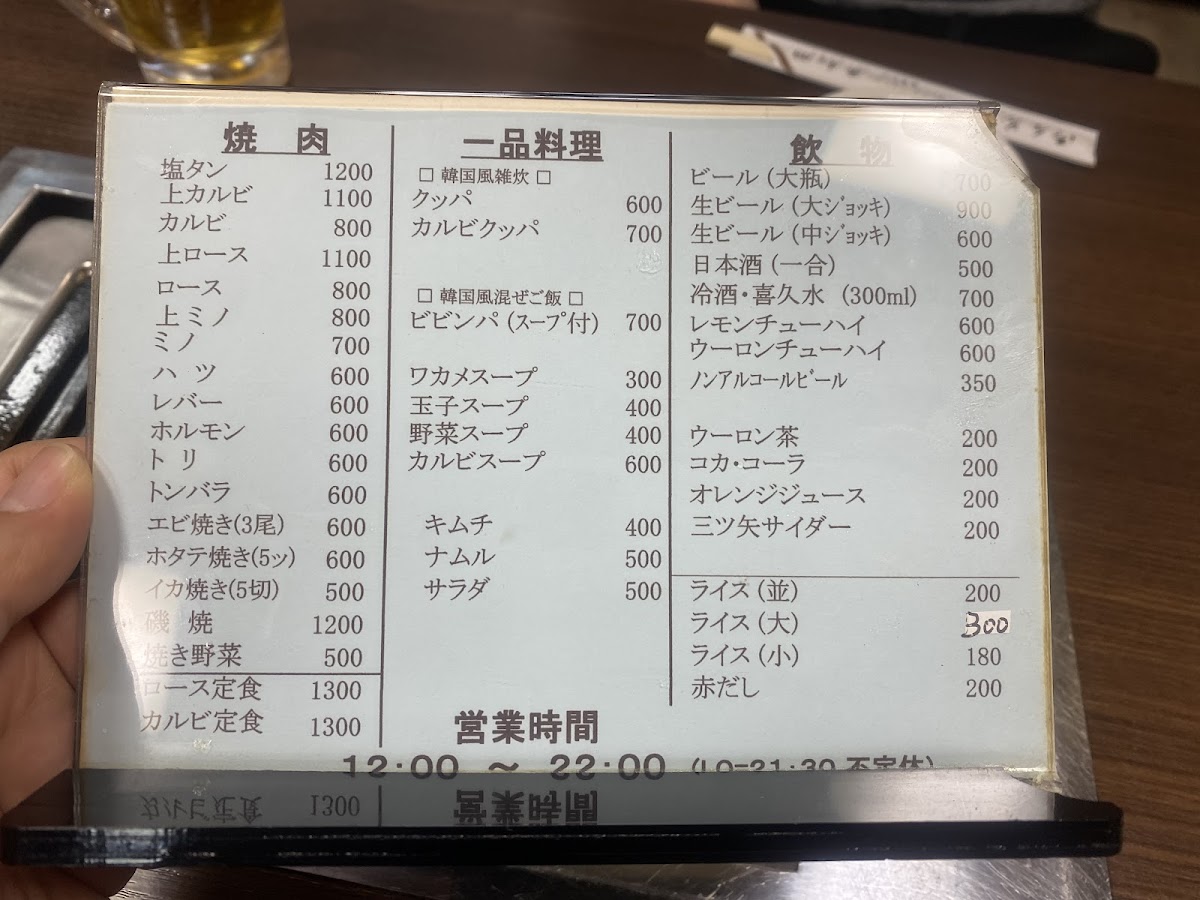 焼 肉
塩タン 1200
上カルビ 1100
カルビ 800
上ロース 1100
ロース 800
上ミノ 800
ミノ 700
ハ ツ 600
レバー 600
ホルモン 600
ト リ 600
トンバラ 600
エビ焼き(3尾) 600
ホタテ焼き(5ッ) 600
イカ焼き(5切) 500
磯 焼 1200
焼き野菜 500
ロース定食 1300
カルビ定食 1300
一品料理
□ 韓国風雑炊 □
クッパ 600
カルビクッパ 700
□ 韓国風混ぜご飯 □
ビビンパ (スープ付) 700
ワカメスープ 300
玉子スープ 400
野菜スープ 400
カルビスープ 600
キムチ 400
ナムル 500
サラダ 500
飲 物
ビール (大瓶) 700
生ビール (大ジョッキ) 900
生ビール (中ジョッキ) 600
日本酒 (一合) 500
冷酒・喜久水 (300ml) 700
レモンチューハイ 600
ウーロンチューハイ 600
ノンアルコールビール 350
ウーロン茶 200
コカ・コーラ 200
オレンジジュース 200
三ツ矢サイダー 200
ライス (並) 200
ライス (大) 300
ライス (小) 180
赤だし 200
営業時間
12:00 ～ 22:00 (LO=21:30 不定休)